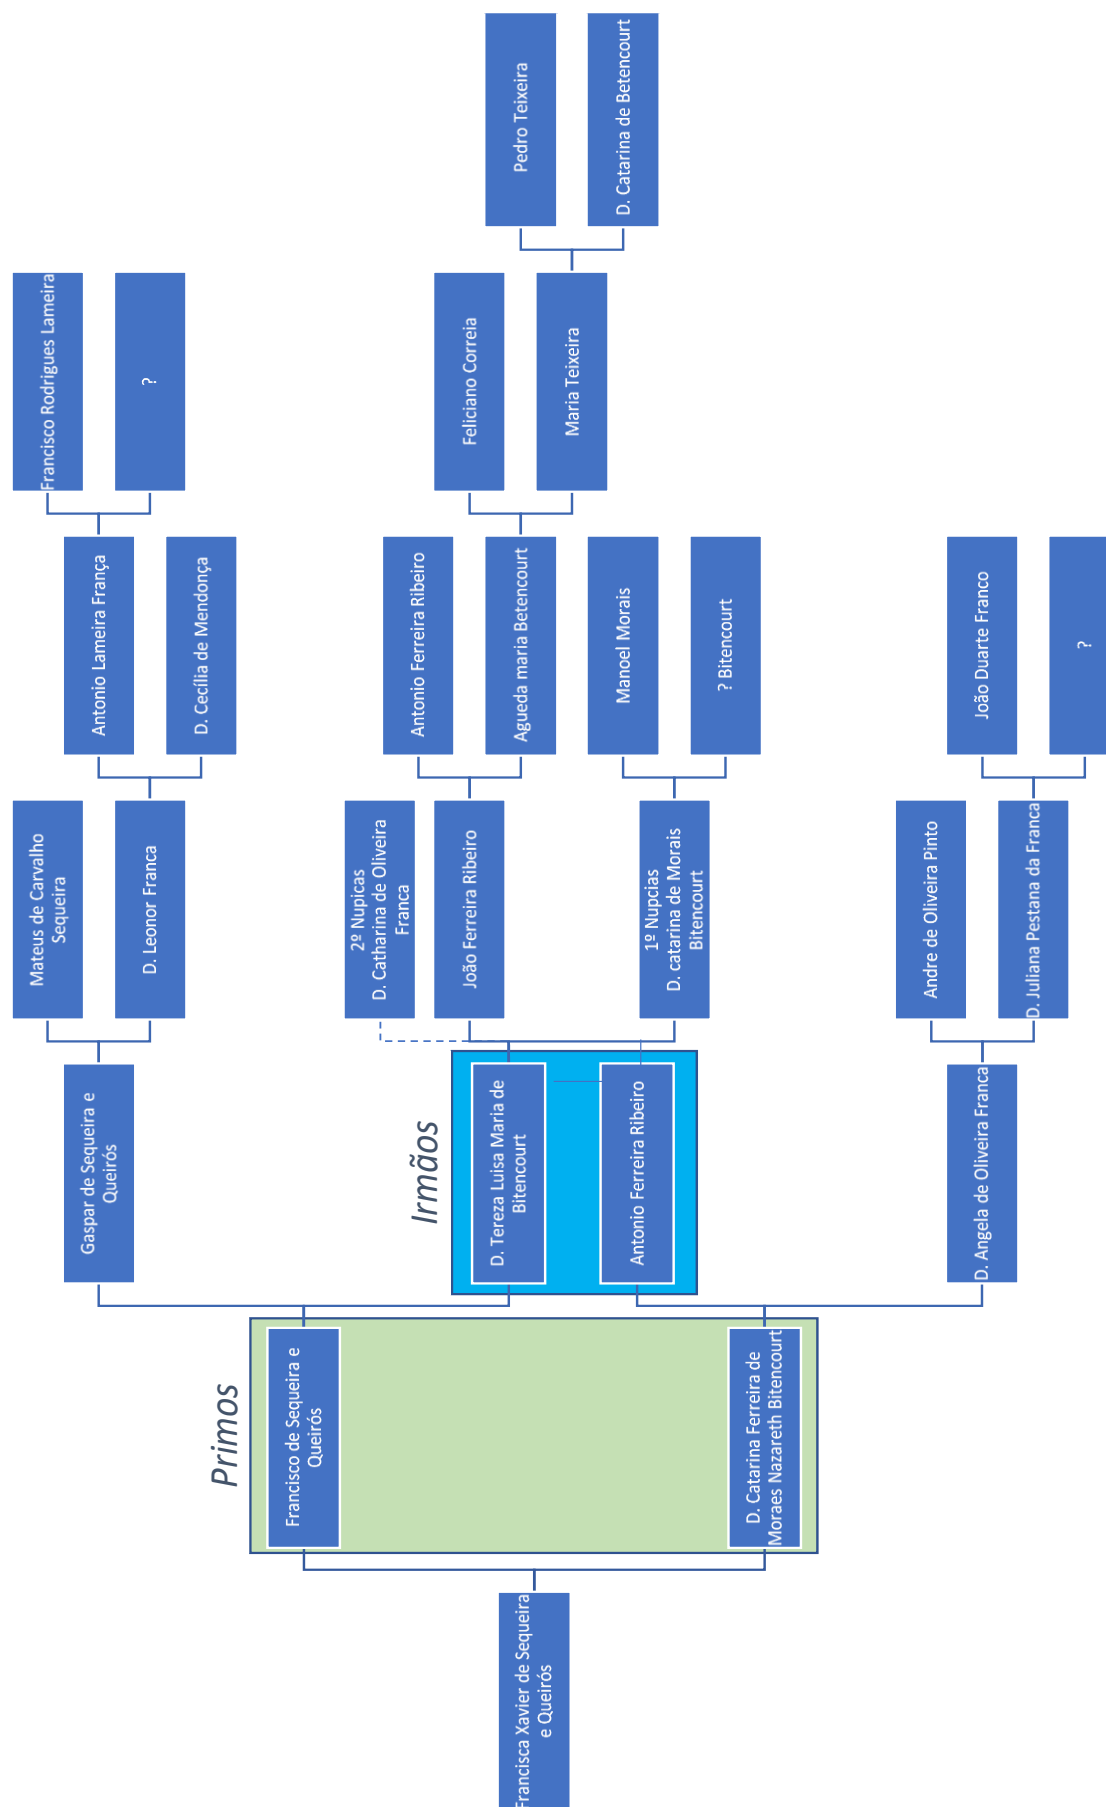 Francisca Xavier de Sequeira
e Queirós
Primos
Francisco de Sequeira e
Queirós
D. Catarina Ferreira de
Moraes Nazareth Bitencourt
Irmãos
Gaspar de Sequeira e
Queirós
D. Tereza Luisa Maria de
Bitencourt
Antonio Ferreira Ribeiro
D. Angela de Oliveira Franca
Mateus de Carvalho
Sequeira
D. Leonor Franca
2º Nupicas
D. Catharina de Oliveira
Franca
João Ferreira Ribeiro
1º Nupcias
D. catarina de Morais
Bitencourt
Andre de Oliveira Pinto
D. Juliana Pestana da Franca
Antonio Lameira França
D. Cecília de Mendonça
Antonio Ferreira Ribeiro
Agueda maria Betencourt
Manoel Morais
? Bitencourt
João Duarte Franco
?
Francisco Rodrigues Lameira
?
Feliciano Correia
Maria Teixeira
Pedro Teixeira
D. Catarina de Betencourt